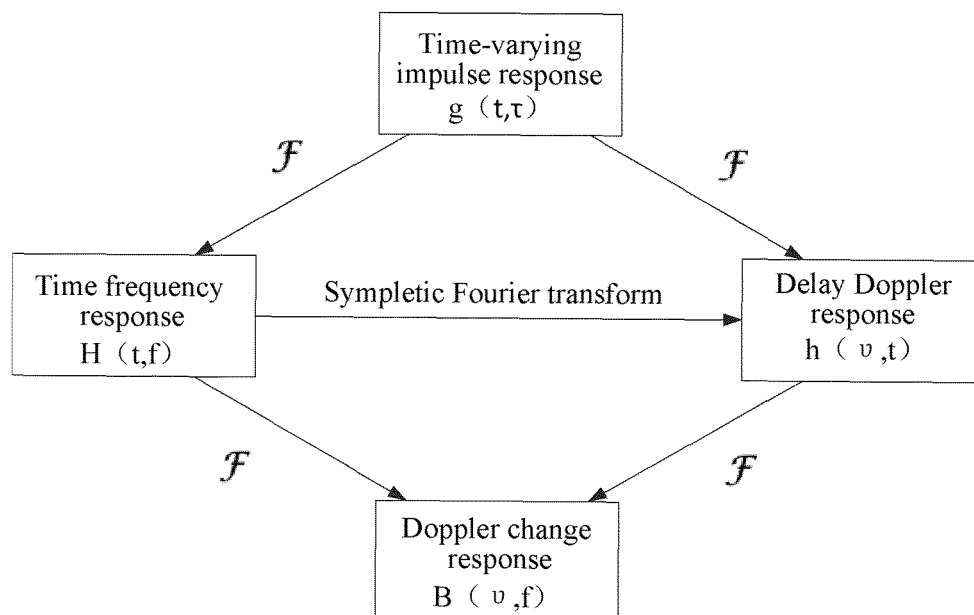 Time-varying
impulse response
g (t,τ)
ℱ
ℱ
Time frequency
response
H (t,f)
Sympletic Fourier transform
Delay Doppler
response
h ( υ ,t)
ℱ
ℱ
Doppler change
response
B ( υ,f)